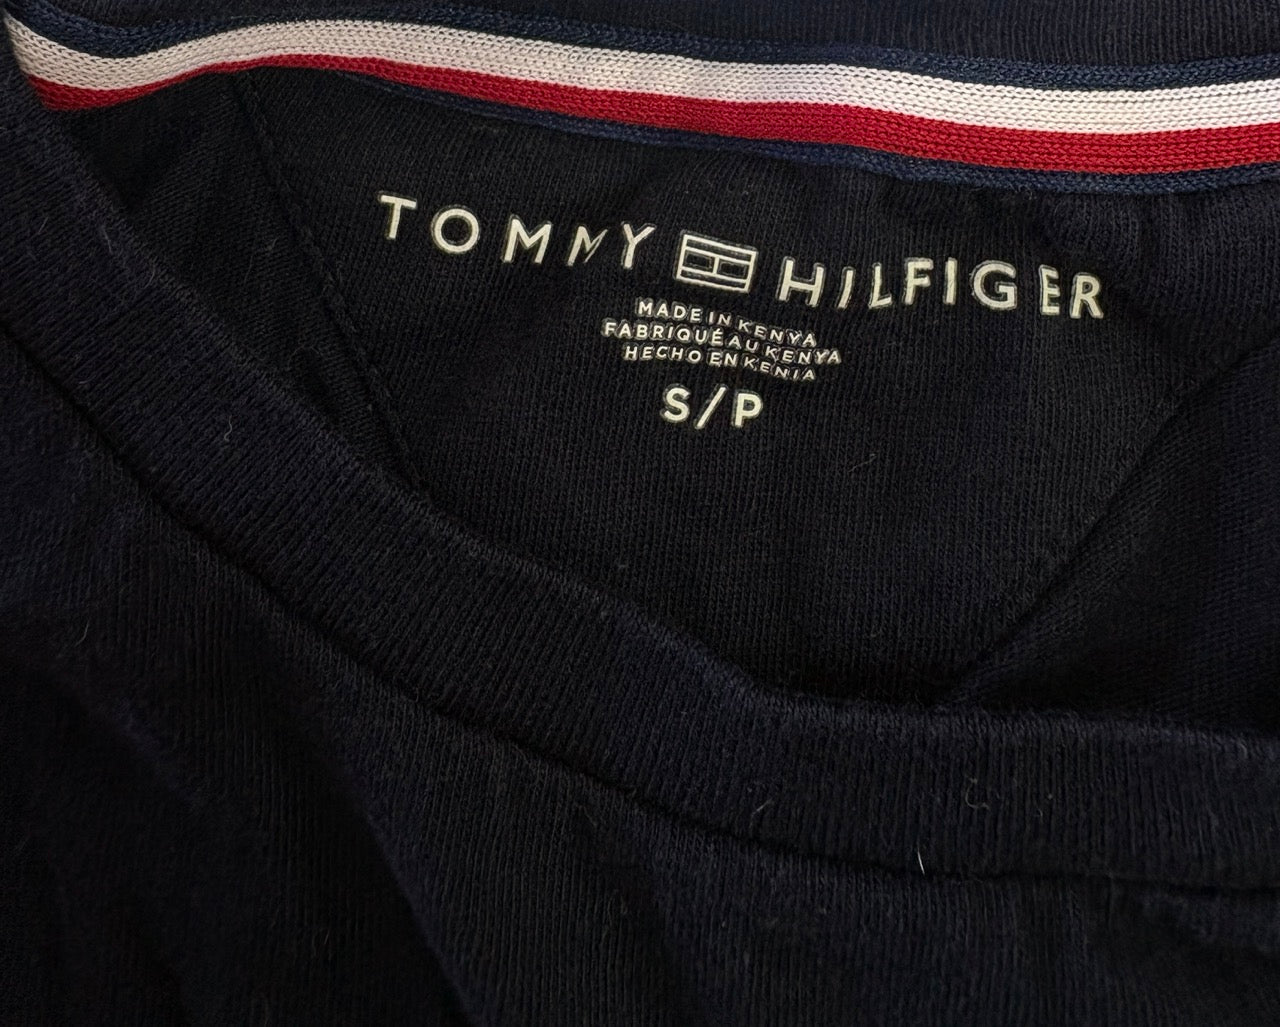 TOMMY HILFIGER
MADE IN KENYA
FABRIQUÉ AU KENYA
HECHO EN KENIA
S/P